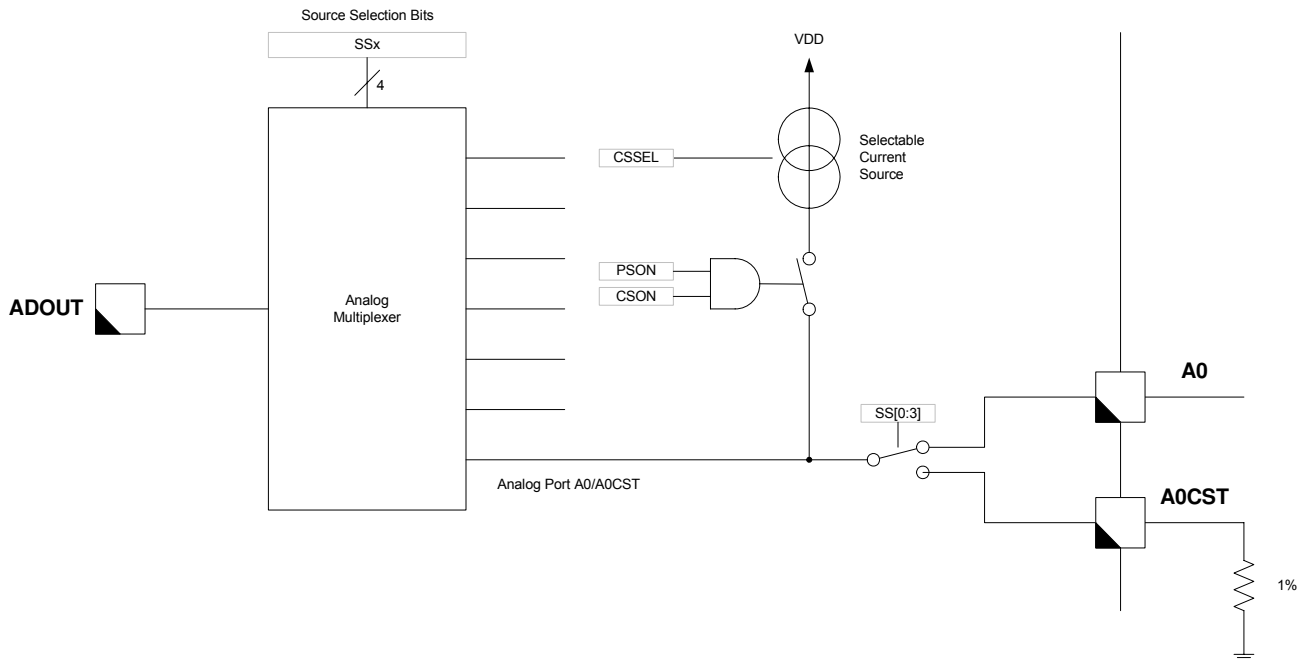 Source Selection Bits
SSx
4
VDD
Selectable
Current
Source
CSSEL
PSON
CSON
ADOUT
Analog
Multiplexer
A0
SS[0:3]
Analog Port A0/A0CST
A0CST
1%